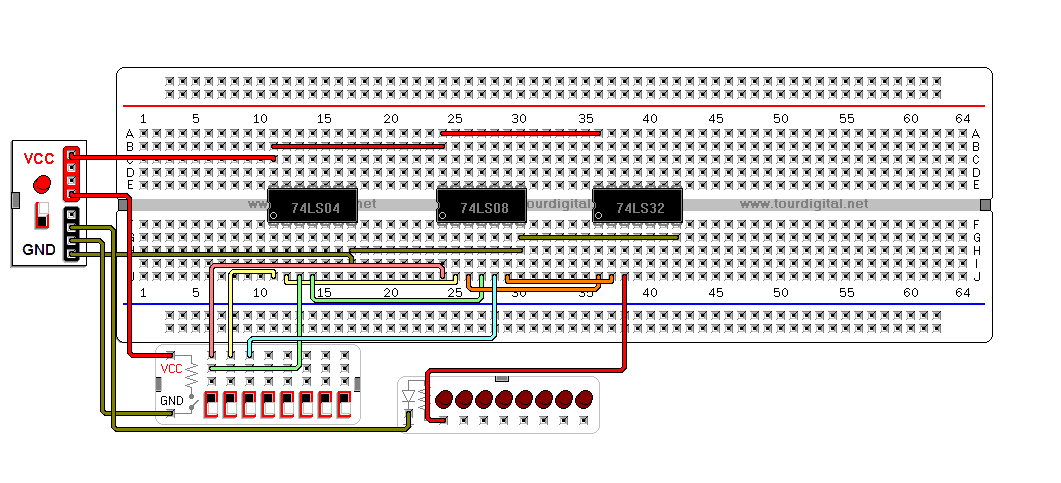 1 5 10 15 20 25 30 35 40 45 50 55 60 64
A A
B B
VCC C C
D D
E E
www. .net tourdigital. www.tourdigital.net
74LS04 74LS08 74LS32
F F
G
GND H H
I I
J J
1 5 10 15 20 25 30 35 40 45 50 55 60 64
VCC
GND